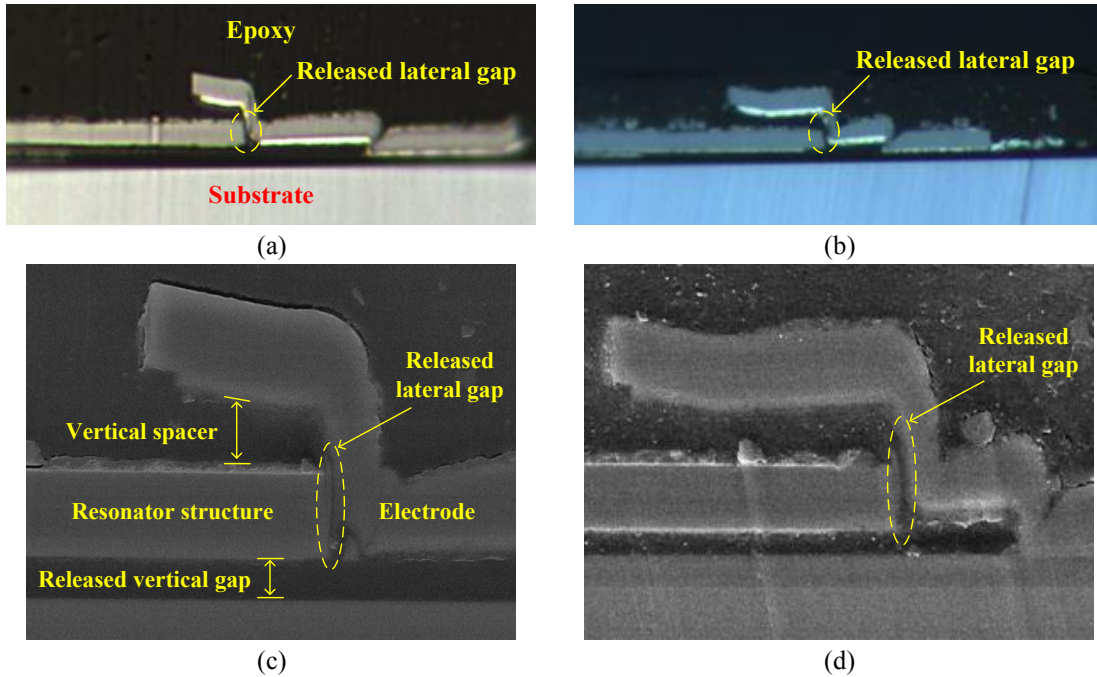 Epoxy
Released lateral gap
Substrate
(a)
Released lateral gap
(b)
Released
lateral gap
Vertical spacer
Resonator structure
Electrode
Released vertical gap
(c)
Released
lateral gap
(d)